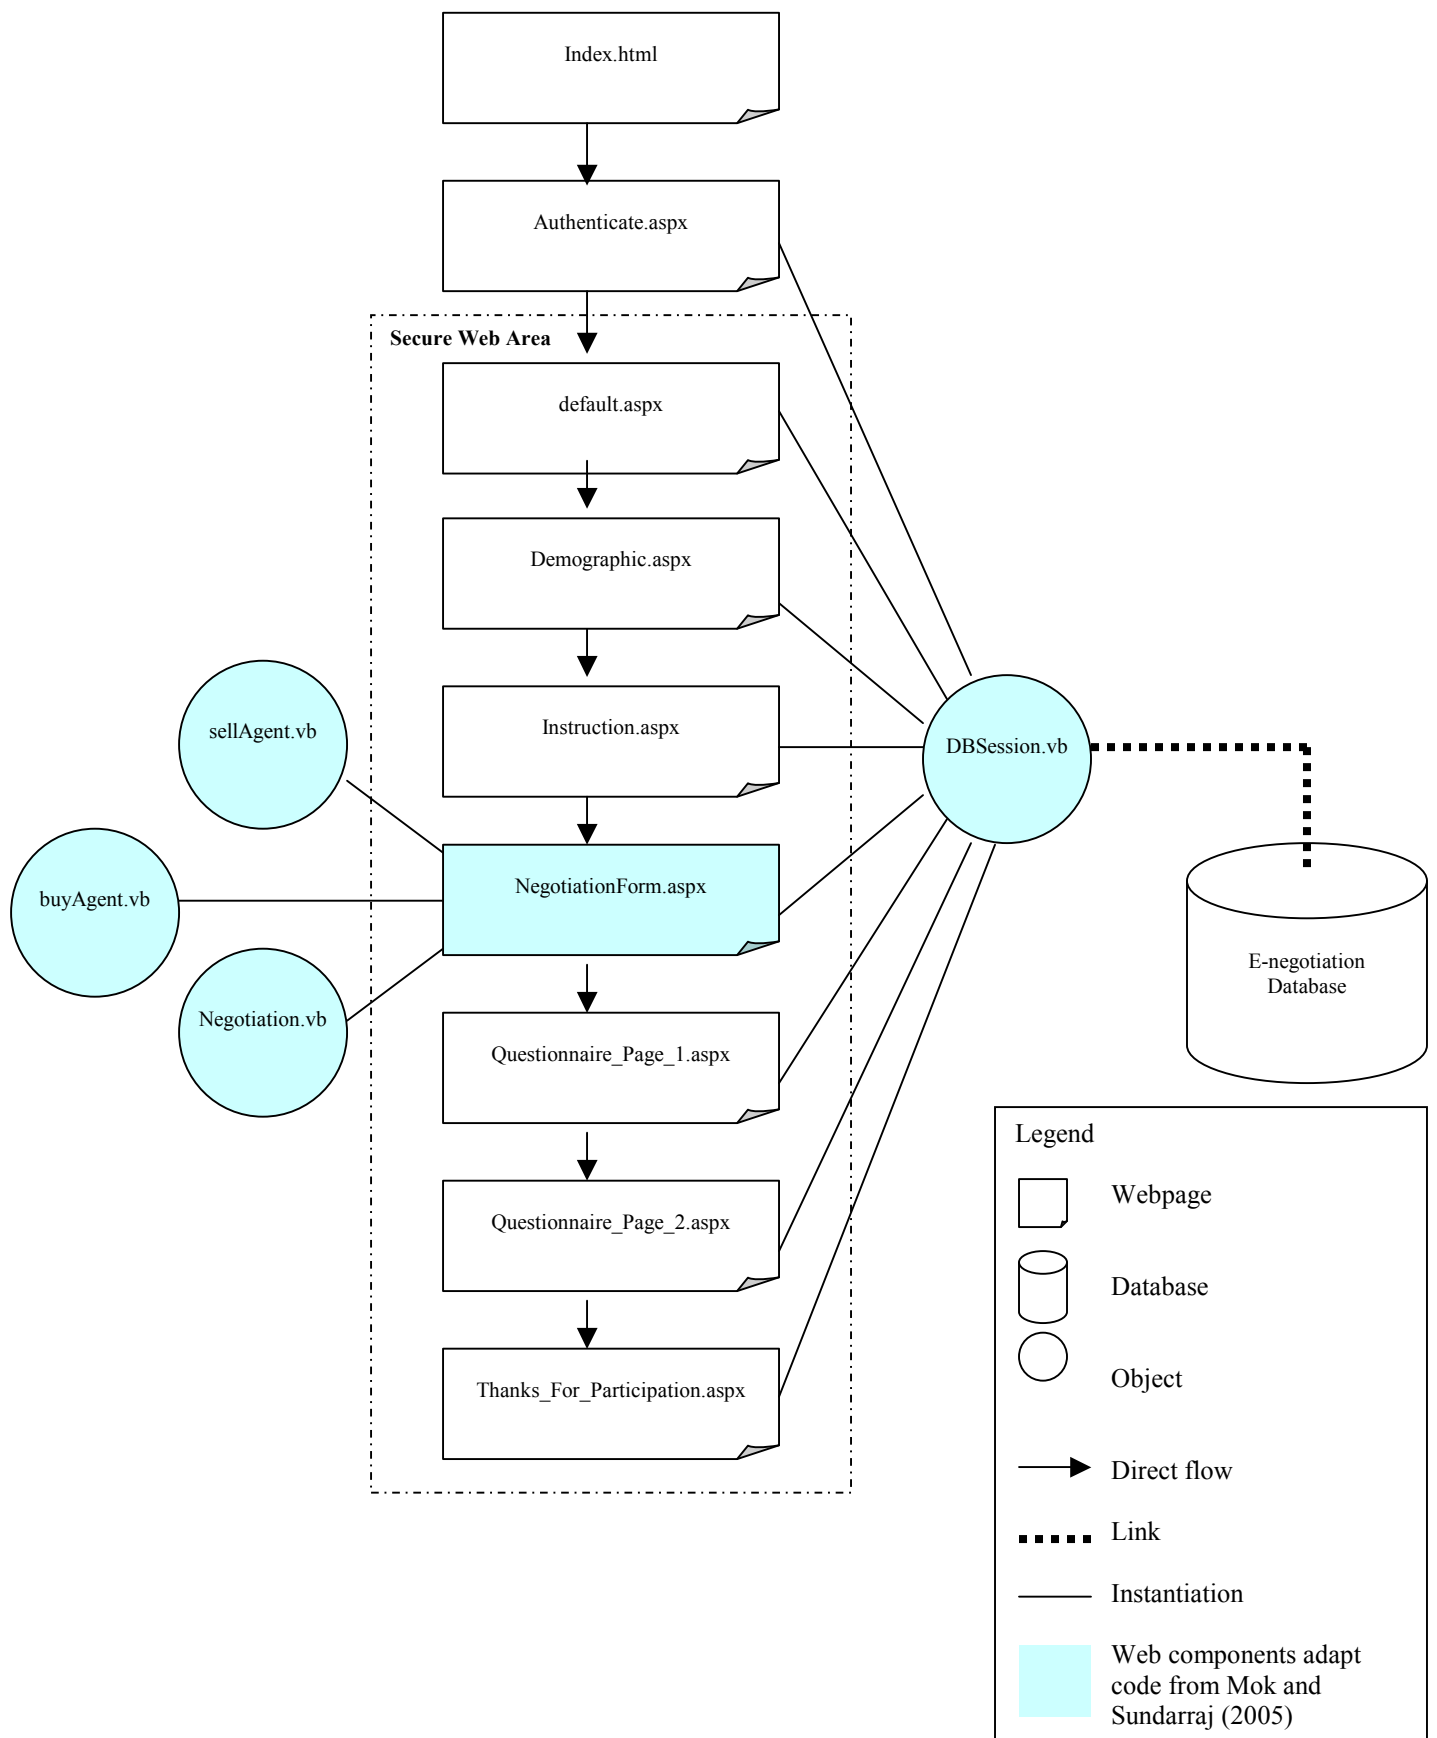 Index.html
Authenticate.aspx
Secure Web Area
default.aspx
Demographic.aspx
Instruction.aspx
sellAgent.vb
DBSession.vb
NegotiationForm.aspx
buyAgent.vb
Negotiation.vb
E-negotiation
Database
Questionnaire_Page_1.aspx
Questionnaire_Page_2.aspx
Thanks_For_Participation.aspx
Legend
Webpage
Database
Object
Direct flow
Link
Instantiation
Web components adapt
code from Mok and
Sundarraj (2005)